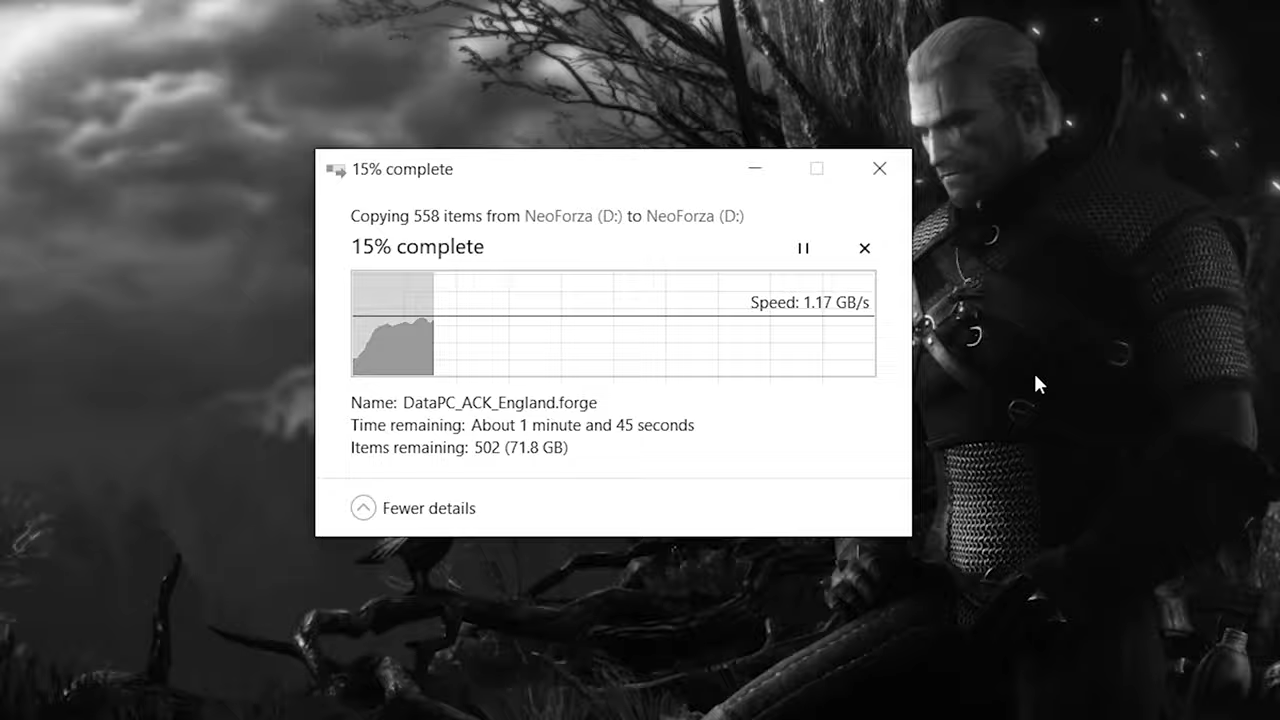 15% complete
Copying 558 items from NeoForza (D:) to NeoForza (D:)
15% complete
Speed: 1.17 GB/s
Name: DataPC_ACK_England.forge
Time remaining: About 1 minute and 45 seconds
Items remaining: 502 (71.8 GB)
Fewer details